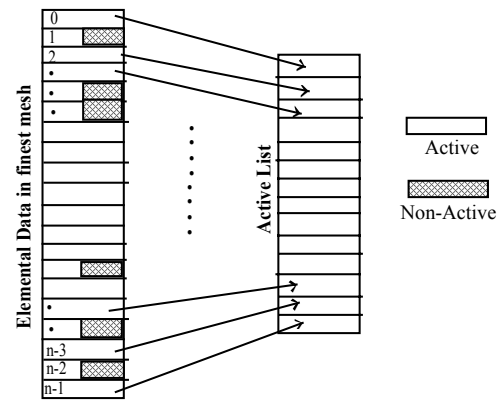 Elemental Data in finest mesh
0
1
2
n-3
n-2
n-1
Active List
Active
Non-Active